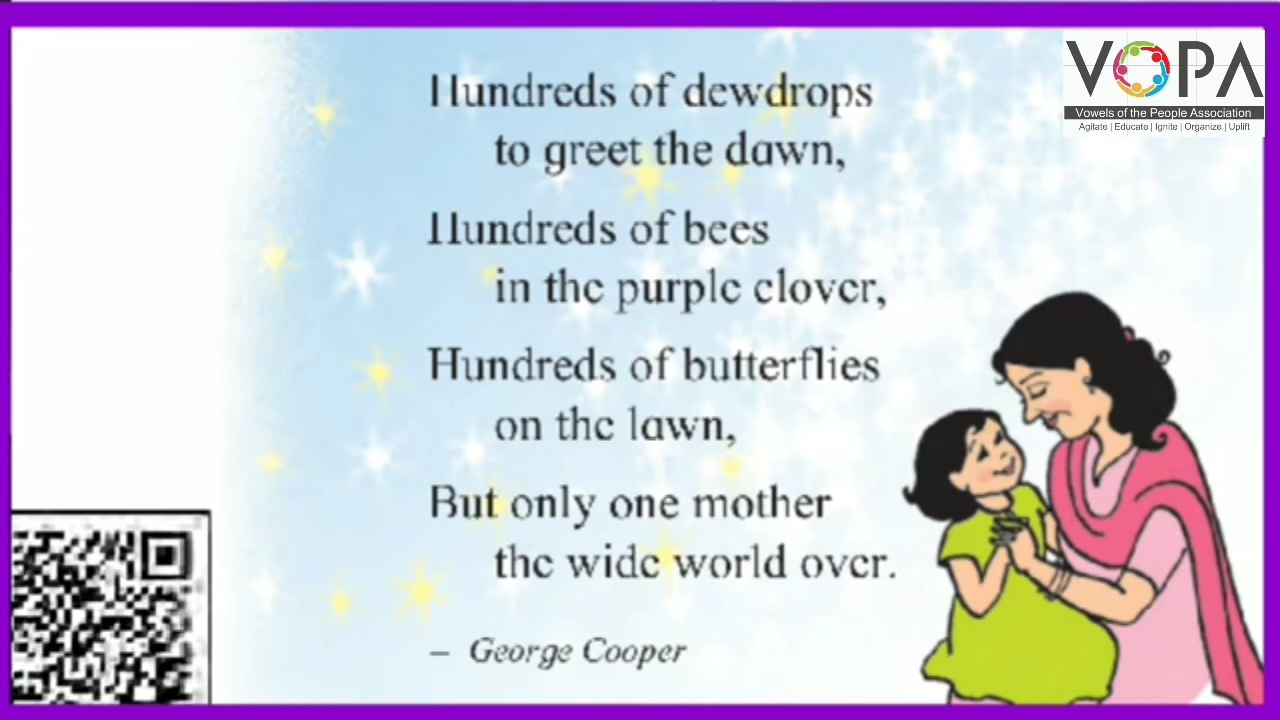 VOPA
Vowels of the People Association
Agitate | Educate | Ignite | Organize | Uplift
Hundreds of dewdrops
to greet the dawn,
Hundreds of bees
in the purple clover,
Hundreds of butterflies
on the lawn,
But only one mother
the wide world over.
– George Cooper